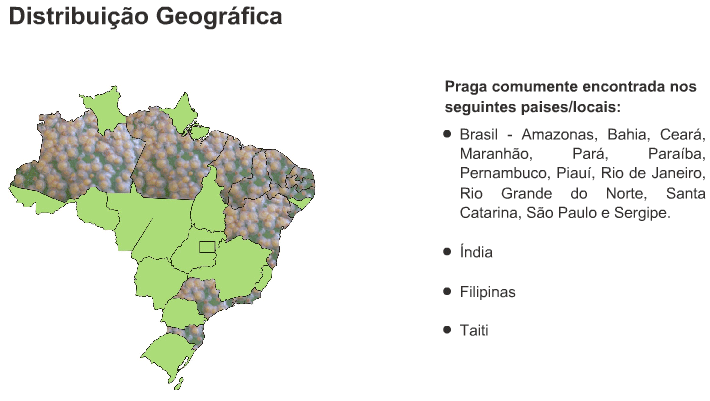 Distribuição Geográfica
Praga comumente encontrada nos
seguintes paises/locais:
● Brasil - Amazonas, Bahia, Ceará,
Maranhão, Pará, Paraíba,
Pernambuco, Piauí, Rio de Janeiro,
Rio Grande do Norte, Santa
Catarina, São Paulo e Sergipe.
● Índia
● Filipinas
● Taiti